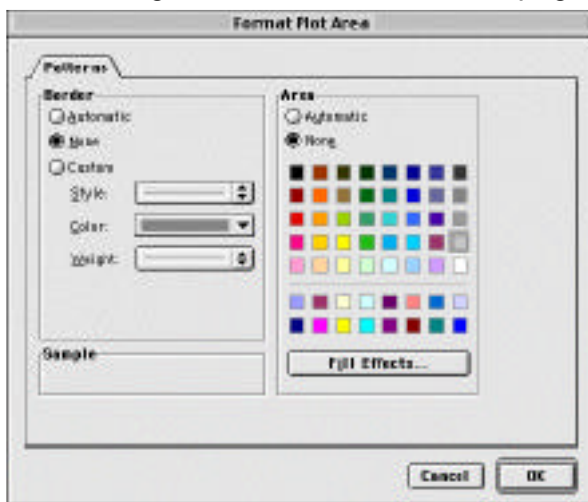 Format Plot Area
Patterns
Border
Automatic
None
Custom
Style:
Color:
Weight:
Sample
Area
Automatic
None
Fill Effects...
Cancel
OK